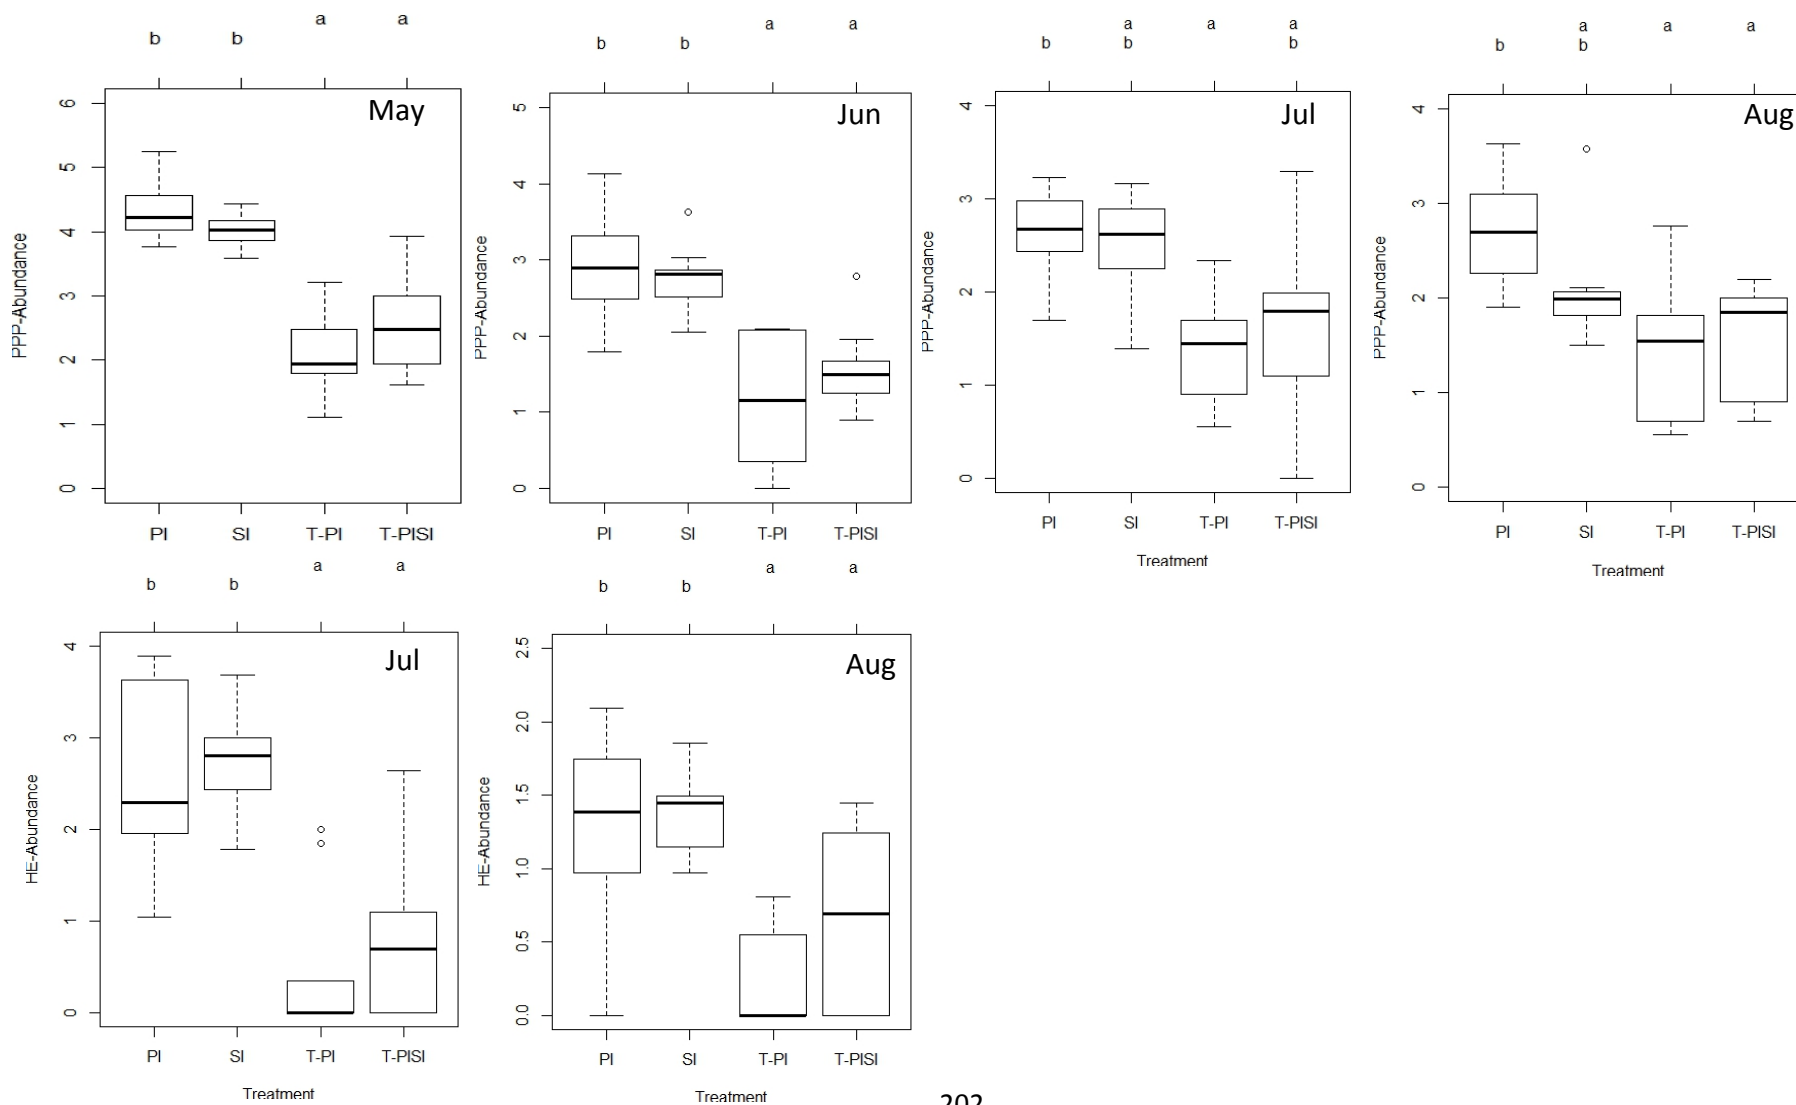 b b a a
May
PPP-Abundance
0 1 2 3 4 5 6
PI SI T-PI T-PISI
b b a a
Jun
PPP-Abundance
0 1 2 3 4 5
PI SI T-PI T-PISI
a a a
b b b
Jul
PPP-Abundance
0 1 2 3 4
PI SI T-PI T-PISI
Treatment
a a a
b b
Aug
PPP-Abundance
0 1 2 3 4
PI SI T-PI T-PISI
Treatment
b b a a
Jul
HE-Abundance
0 1 2 3 4
PI SI T-PI T-PISI
Treatment
b b a a
Aug
HE-Abundance
0.0 0.5 1.0 1.5 2.0 2.5
PI SI T-PI T-PISI
Treatment
202